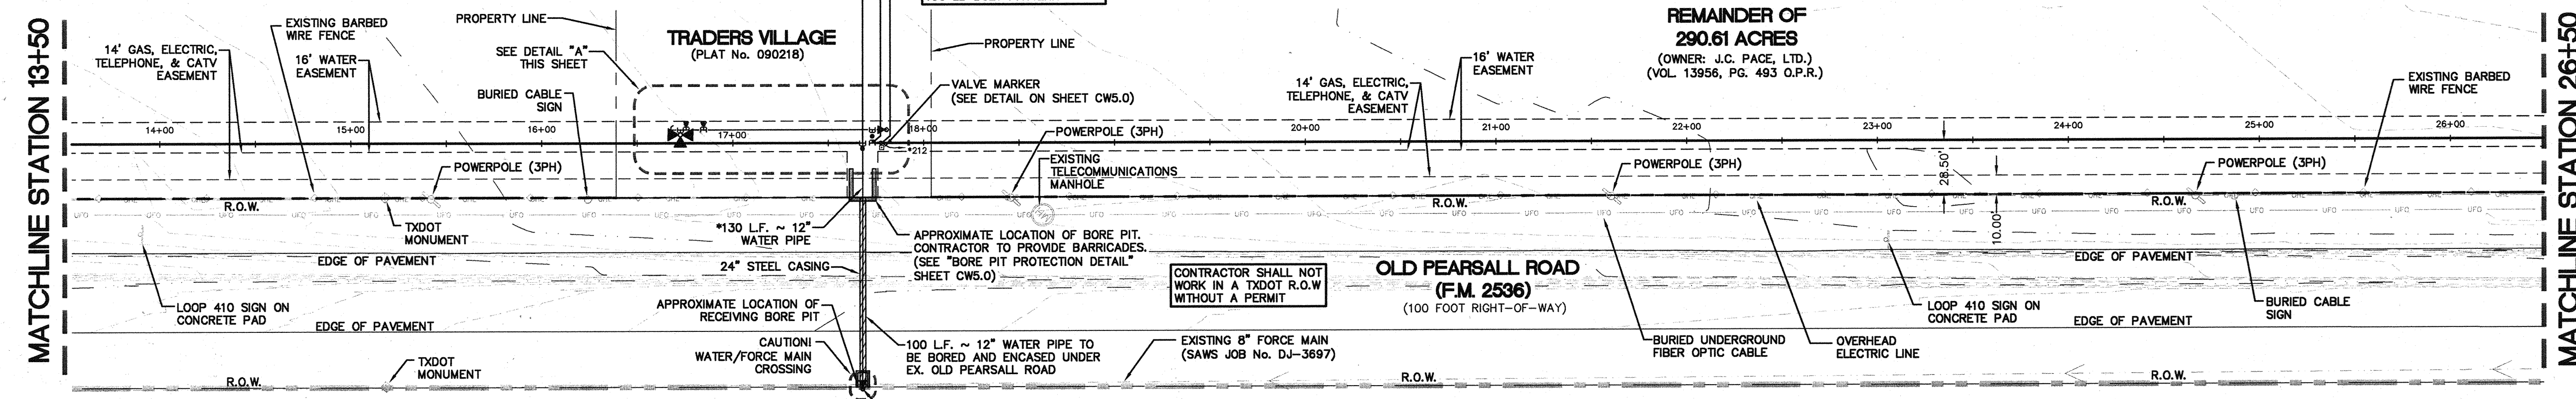 MATCHLINE STATION 13+50
14' GAS, ELECTRIC,
TELEPHONE, & CATV
EASEMENT
EXISTING BARBED
WIRE FENCE
16' WATER
EASEMENT
PROPERTY LINE
SEE DETAIL "A"
THIS SHEET
BURIED CABLE
SIGN
TRADERS VILLAGE
(PLAT No. 090218)
PROPERTY LINE
VALVE MARKER
(SEE DETAIL ON SHEET CW5.0)
14' GAS, ELECTRIC,
TELEPHONE, & CATV
EASEMENT
16' WATER
EASEMENT
REMAINDER OF
290.61 ACRES
(OWNER: J.C. PACE, LTD.)
(VOL. 13956, PG. 493 O.P.R.)
EXISTING BARBED
WIRE FENCE
MATCHLINE STATION 26+50
14+00
15+00
16+00
17+00
18+00
20+00
21+00
22+00
23+00
24+00
25+00
26+00
*212
POWERPOLE (3PH)
POWERPOLE (3PH)
EXISTING
TELECOMMUNICATIONS
MANHOLE
POWERPOLE (3PH)
28.50'
10.00'
POWERPOLE (3PH)
R.O.W.
R.O.W.
R.O.W.
TXDOT
MONUMENT
*130 L.F. ~ 12"
WATER PIPE
APPROXIMATE LOCATION OF BORE PIT.
CONTRACTOR TO PROVIDE BARRICADES.
(SEE "BORE PIT PROTECTION DETAIL"
SHEET CW5.0)
EDGE OF PAVEMENT
24" STEEL CASING
CONTRACTOR SHALL NOT
WORK IN A TXDOT R.O.W
WITHOUT A PERMIT
OLD PEARSALL ROAD
(F.M. 2536)
(100 FOOT RIGHT-OF-WAY)
EDGE OF PAVEMENT
LOOP 410 SIGN ON
CONCRETE PAD
APPROXIMATE LOCATION OF
RECEIVING BORE PIT
LOOP 410 SIGN ON
CONCRETE PAD
BURIED CABLE
SIGN
EDGE OF PAVEMENT
EDGE OF PAVEMENT
CAUTION!
WATER/FORCE MAIN
CROSSING
100 L.F. ~ 12" WATER PIPE TO
BE BORED AND ENCASED UNDER
EX. OLD PEARSALL ROAD
EXISTING 8" FORCE MAIN
(SAWS JOB No. DJ-3697)
BURIED UNDERGROUND
FIBER OPTIC CABLE
OVERHEAD
ELECTRIC LINE
TXDOT
MONUMENT
R.O.W.
R.O.W.
R.O.W.